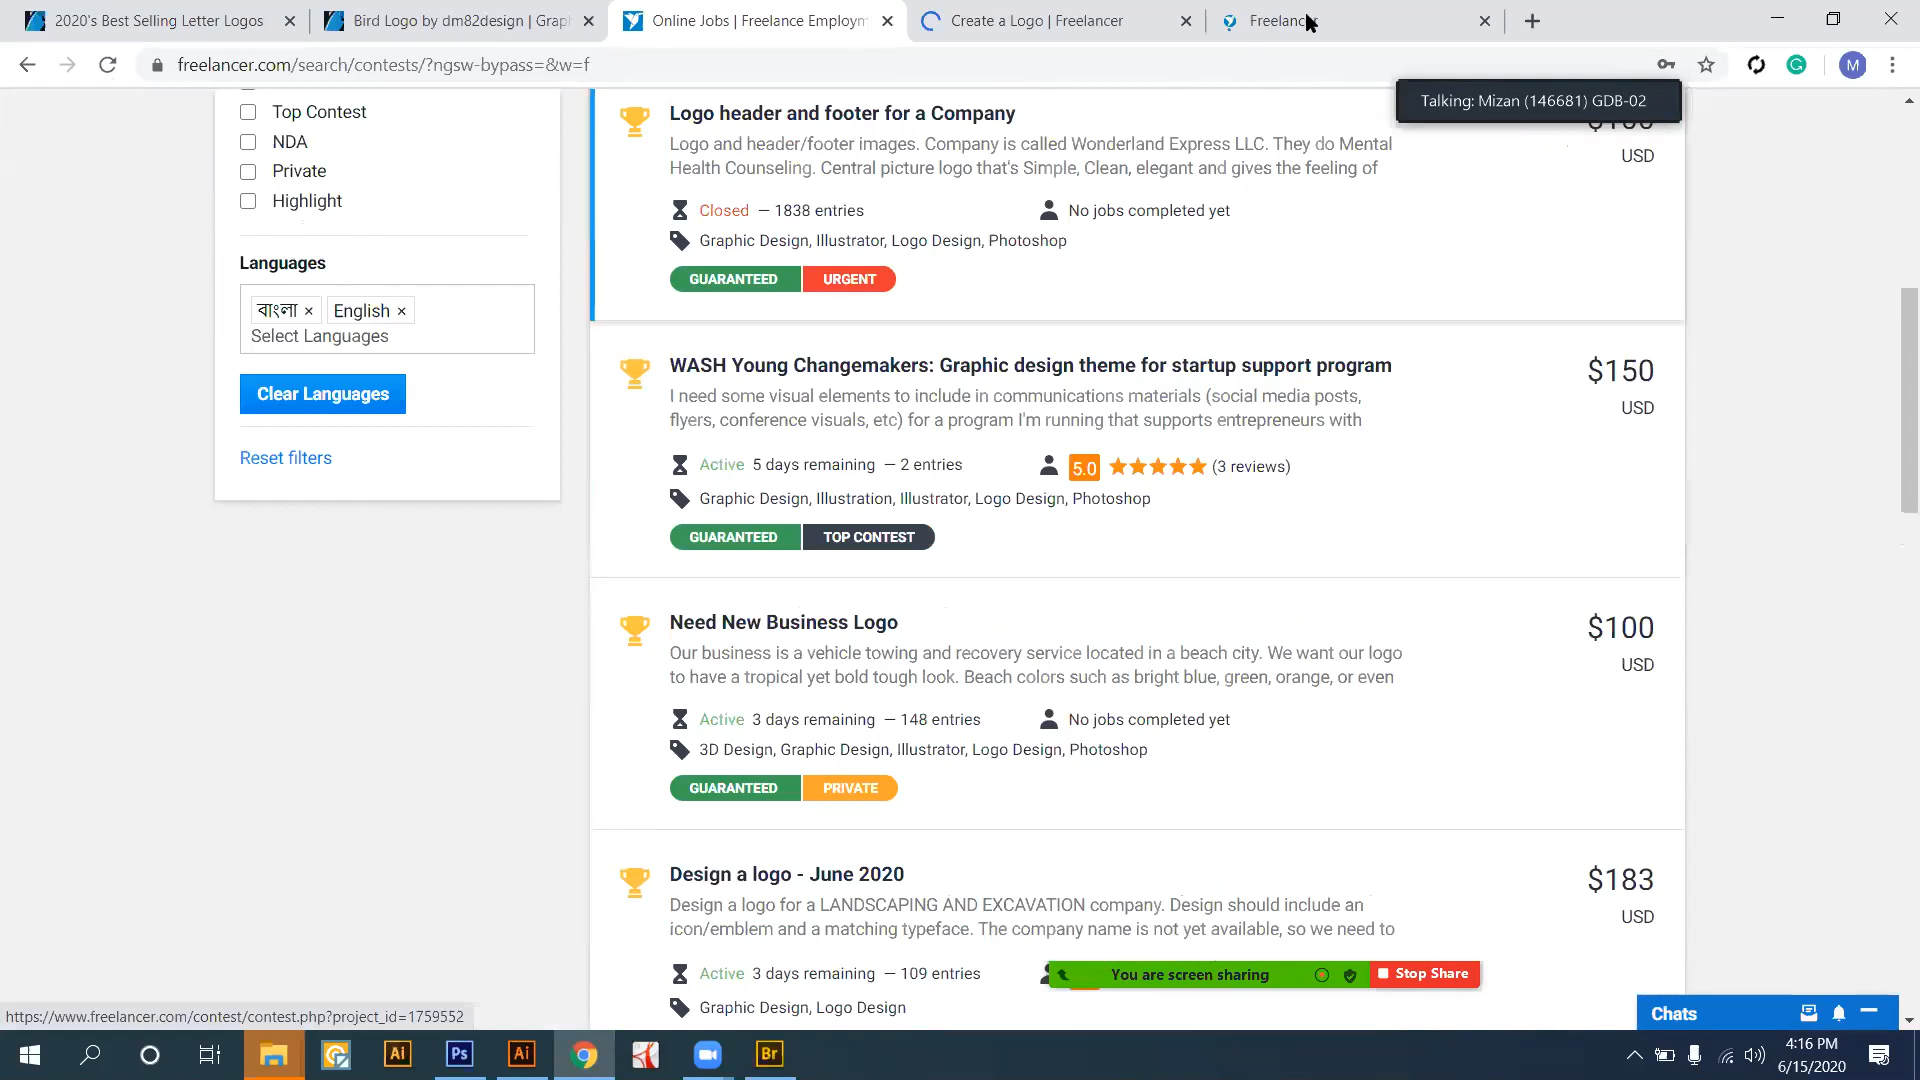 2020's Best Selling Letter Logos
Bird Logo by dm82design | Grap
Online Jobs | Freelance Employm
Create a Logo | Freelancer
Freelancer
freelancer.com/search/contests/?ngsw-bypass=&w=f
M
Talking: Mizan (146681) GDB-02
Top Contest
NDA
Private
Highlight
Languages
বাংলা ×
English ×
Select Languages
Clear Languages
Reset filters
Logo header and footer for a Company
Logo and header/footer images. Company is called Wonderland Express LLC. They do Mental
Health Counseling. Central picture logo that's Simple, Clean, elegant and gives the feeling of
USD
Closed – 1838 entries
No jobs completed yet
Graphic Design, Illustrator, Logo Design, Photoshop
GUARANTEED
URGENT
WASH Young Changemakers: Graphic design theme for startup support program
$150
USD
I need some visual elements to include in communications materials (social media posts,
flyers, conference visuals, etc) for a program I'm running that supports entrepreneurs with
Active 5 days remaining – 2 entries
5.0
(3 reviews)
Graphic Design, Illustration, Illustrator, Logo Design, Photoshop
GUARANTEED
TOP CONTEST
Need New Business Logo
$100
USD
Our business is a vehicle towing and recovery service located in a beach city. We want our logo
to have a tropical yet bold tough look. Beach colors such as bright blue, green, orange, or even
Active 3 days remaining – 148 entries
No jobs completed yet
3D Design, Graphic Design, Illustrator, Logo Design, Photoshop
GUARANTEED
PRIVATE
Design a logo - June 2020
$183
USD
Design a logo for a LANDSCAPING AND EXCAVATION company. Design should include an
icon/emblem and a matching typeface. The company name is not yet available, so we need to
Active 3 days remaining – 109 entries
Graphic Design, Logo Design
You are screen sharing
Stop Share
Chats
https://www.freelancer.com/contest/contest.php?project_id=1759552
Ai
Ps
Ai
Br
4:16 PM
6/15/2020